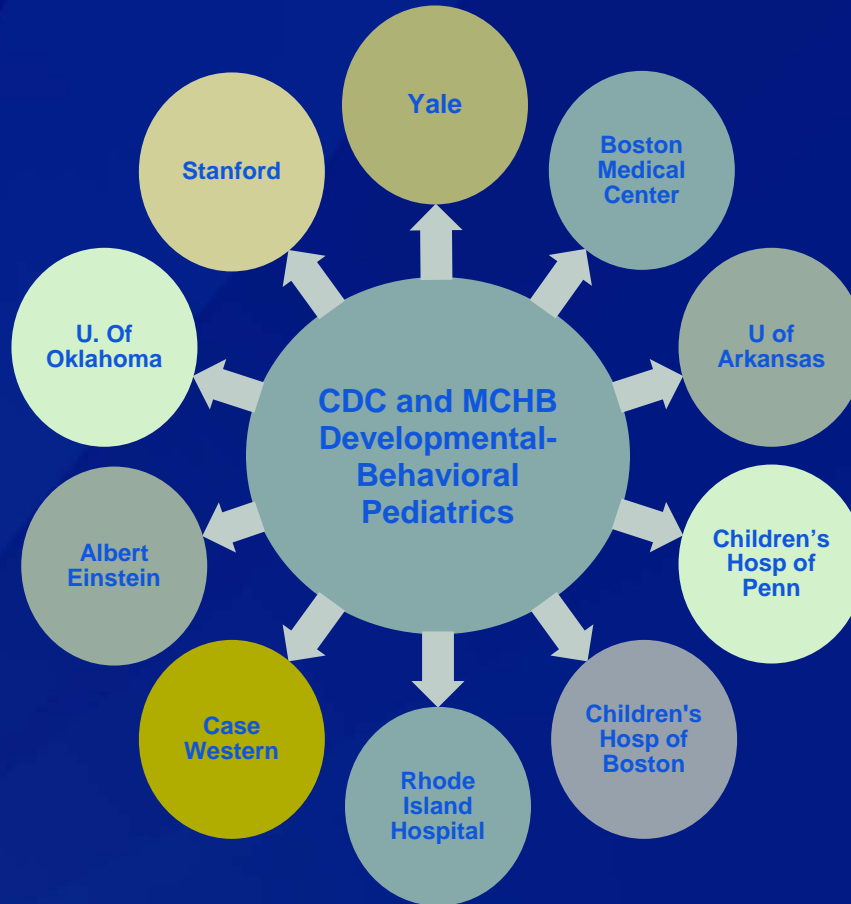 Yale
Boston
Medical
Center
U of
Arkansas
Children’s
Hosp of
Penn
Children's
Hosp of
Boston
Rhode
Island
Hospital
Case
Western
Albert
Einstein
U. Of
Oklahoma
Stanford
CDC and MCHB
Developmental-
Behavioral
Pediatrics